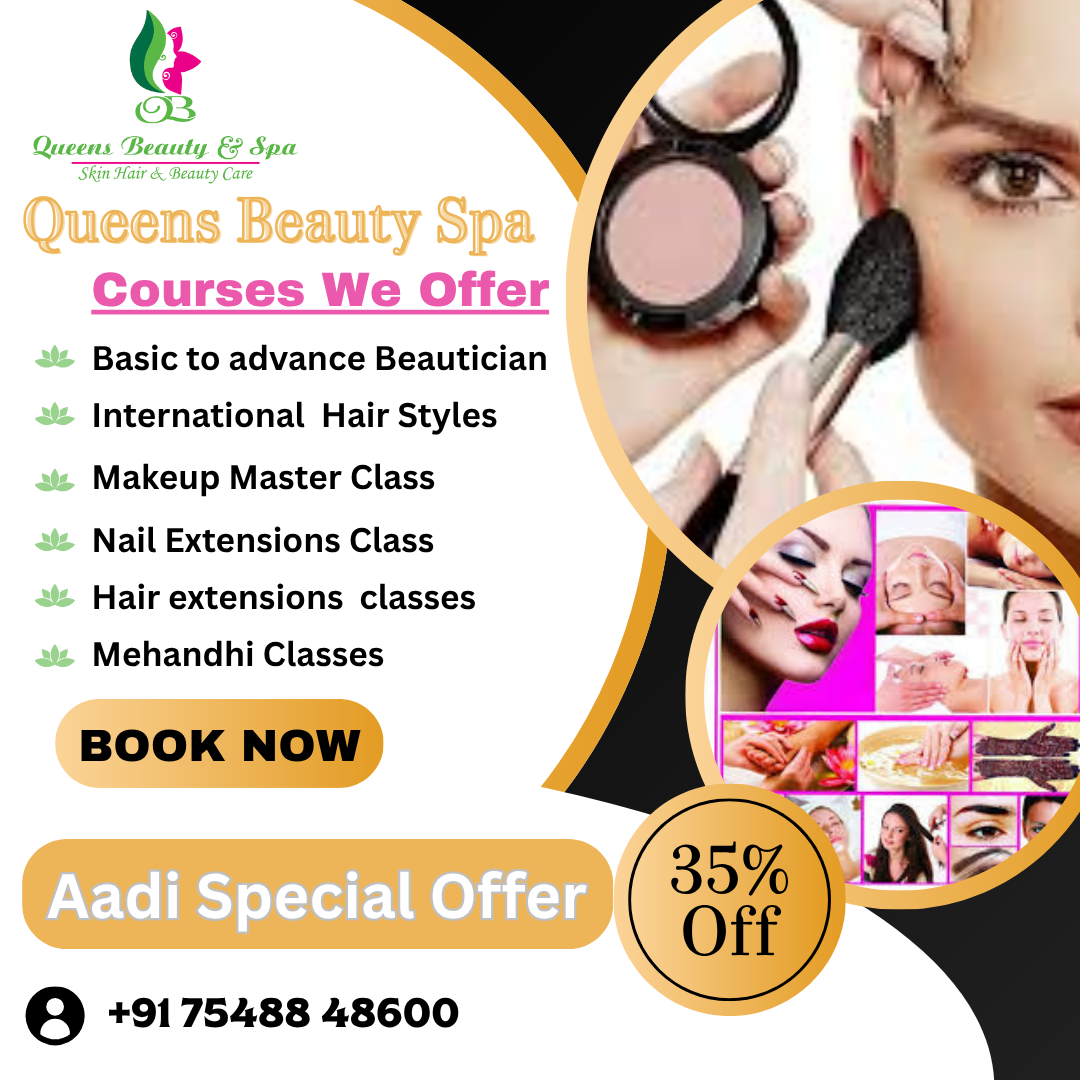 QB
Queens Beauty & Spa
Skin Hair & Beauty Care
Queens Beauty Spa
Courses We Offer
Basic to advance Beautician
International Hair Styles
Makeup Master Class
Nail Extensions Class
Hair extensions classes
Mehandhi Classes
BOOK NOW
Aadi Special Offer
35%
Off
+91 75488 48600